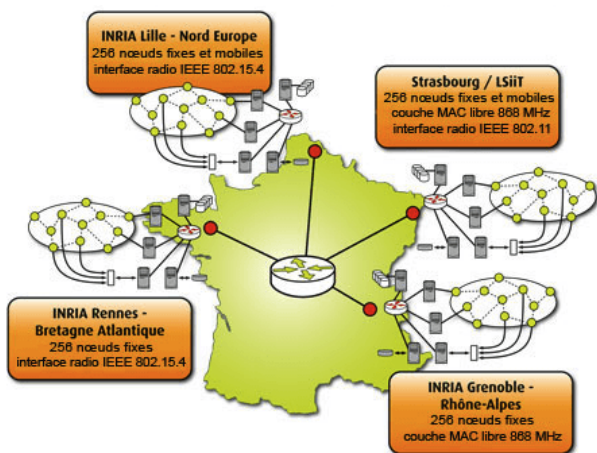 INRIA Lille - Nord Europe
256 nœuds fixes et mobiles
interface radio IEEE 802.15.4
Strasbourg / LSiiT
256 nœuds fixes et mobiles
couche MAC libre 868 MHz
interface radio IEEE 802.11
INRIA Rennes -
Bretagne Atlantique
256 nœuds fixes
interface radio IEEE 802.15.4
INRIA Grenoble -
Rhône-Alpes
256 nœuds fixes
couche MAC libre 868 MHz